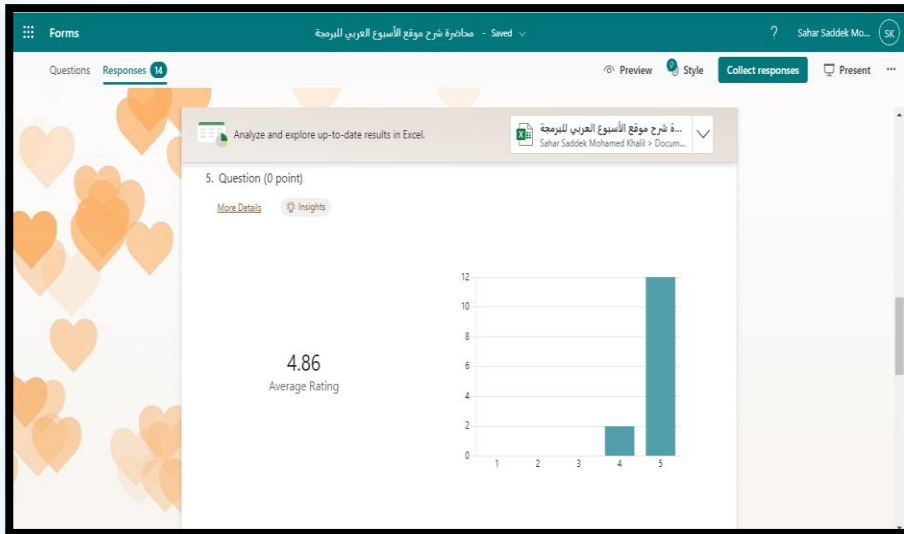 Forms
محاضرة شرح موقع الأسبوع العربي للبرمجة - Saved
?
Sahar Saddek Mo...
SK
Questions
Responses 14
Preview
Style
Collect responses
Present
...
Analyze and explore up-to-date results in Excel.
...ة شرح موقع الأسبوع العربي للبرمجة
Sahar Saddek Mohamed Khalil > Docum...
5. Question (0 point)
More Details
Insights
4.86
Average Rating
12
10
8
6
4
2
0
1 2 3 4 5